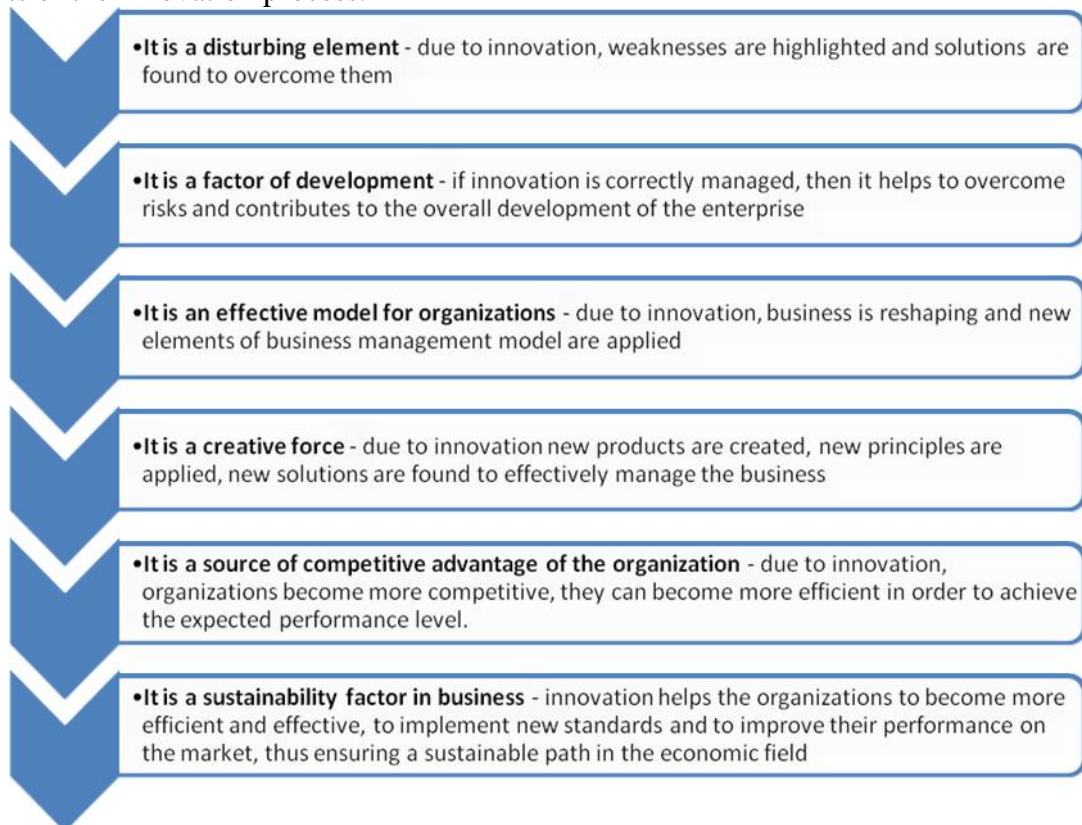 process.
•It is a disturbing element - due to innovation, weaknesses are highlighted and solutions are
found to overcome them
•It is a factor of development - if innovation is correctly managed, then it helps to overcome
risks and contributes to the overall development of the enterprise
•It is an effective model for organizations - due to innovation, business is reshaping and new
elements of business management model are applied
•It is a creative force - due to innovation new products are created, new principles are
applied, new solutions are found to effectively manage the business
•It is a source of competitive advantage of the organization - due to innovation,
organizations become more competitive, they can become more efficient in order to achieve
the expected performance level.
•It is a sustainability factor in business - innovation helps the organizations to become more
efficient and effective, to implement new standards and to improve their performance on
the market, thus ensuring a sustainable path in the economic field